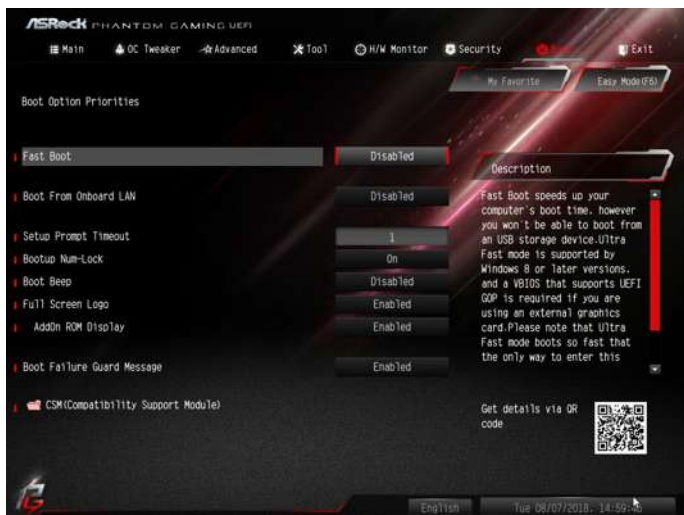 ASRock PHANTOM GAMING UEFI
Main OC Tweaker Advanced Tool H/W Monitor Security Boot Exit
My Favorite Easy Mode(F6)
Boot Option Priorities
Fast Boot Disabled
Boot From Onboard LAN Disabled
Setup Prompt Timeout 1
Bootup Num-Lock On
Boot Beep Disabled
Full Screen Logo Enabled
AddOn ROM Display Enabled
Boot Failure Guard Message Enabled
CSM(Compatibility Support Module)
Description
Fast Boot speeds up your
computer's boot time. however
you won't be able to boot from
an USB storage device.Ultra
Fast mode is supported by
Windows 8 or later versions.
and a VBIOS that supports UEFI
GOP is required if you are
using an external graphics
card.Please note that Ultra
Fast mode boots so fast that
the only way to enter this
Get details via QR
code
English Tue 08/07/2018. 14:59: